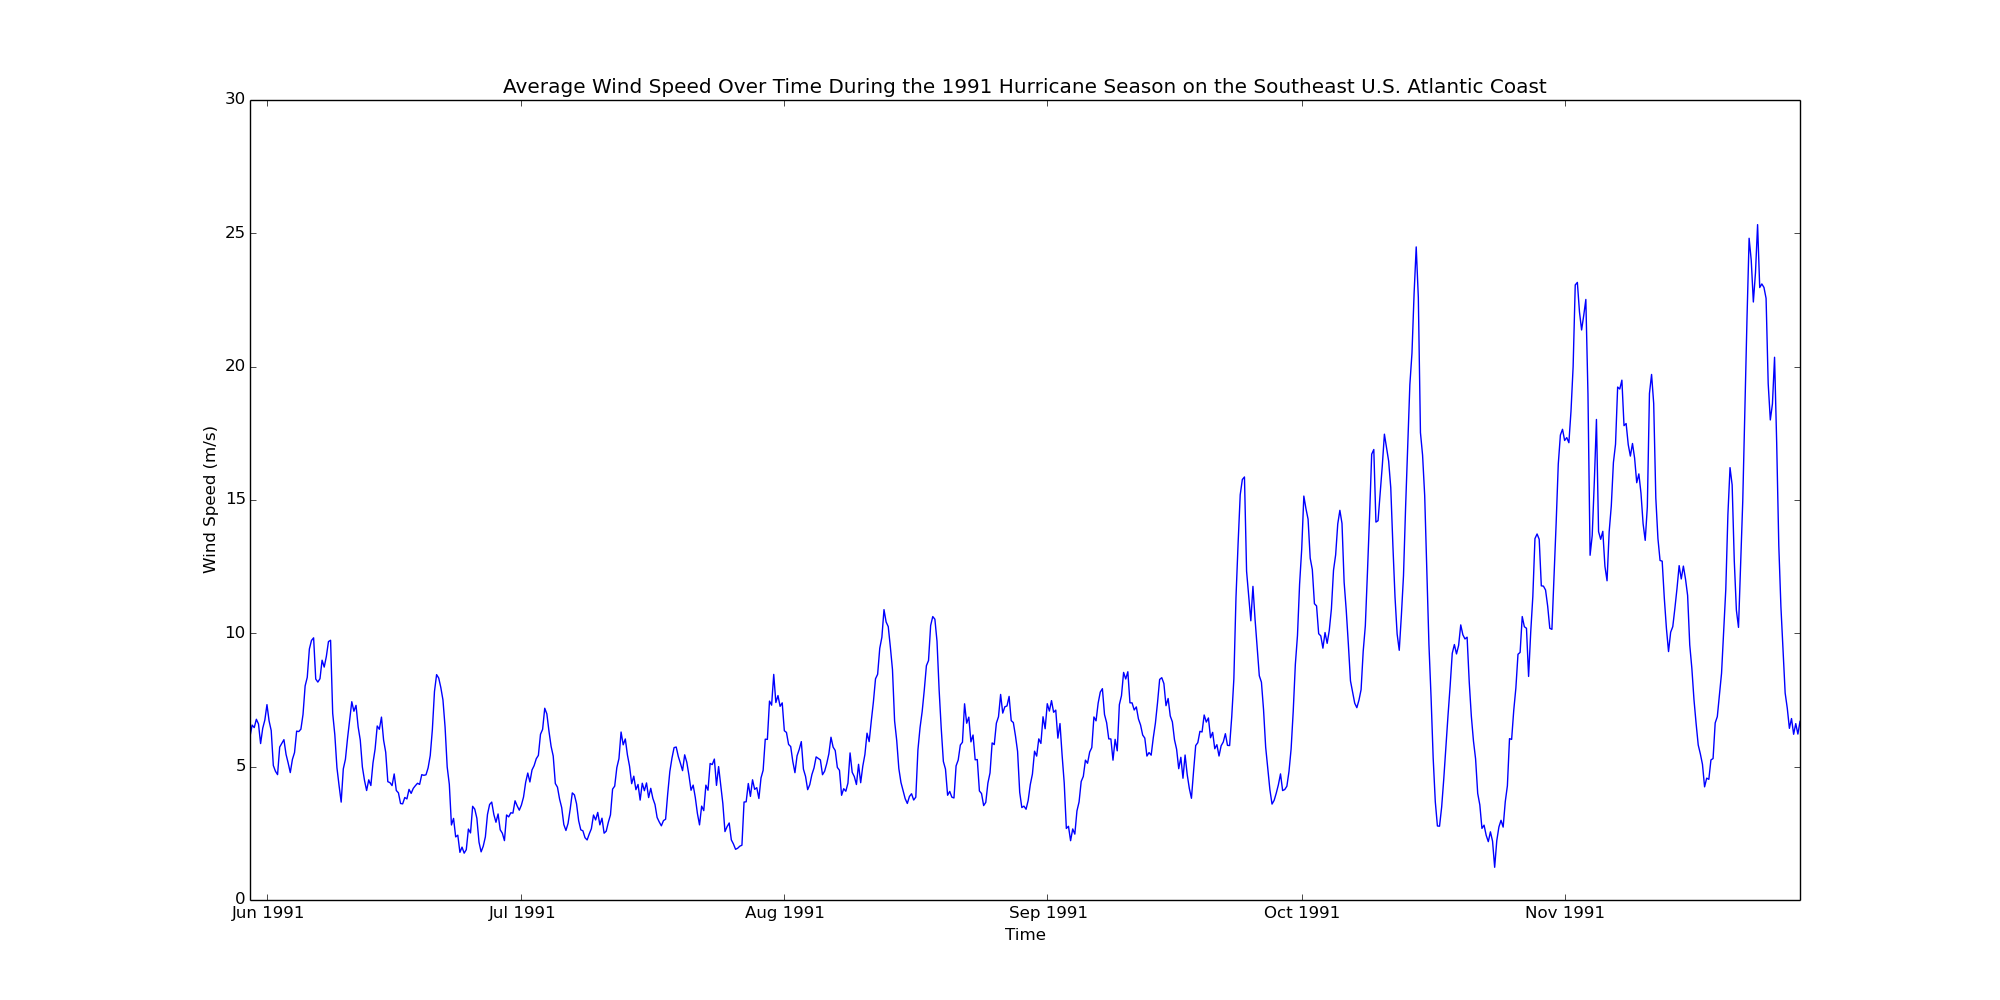 Average Wind Speed Over Time During the 1991 Hurricane Season on the Southeast U.S. Atlantic Coast
30
25
20
15
10
5
0
Wind Speed (m/s)
Jun 1991 Jul 1991 Aug 1991 Sep 1991 Oct 1991 Nov 1991
Time